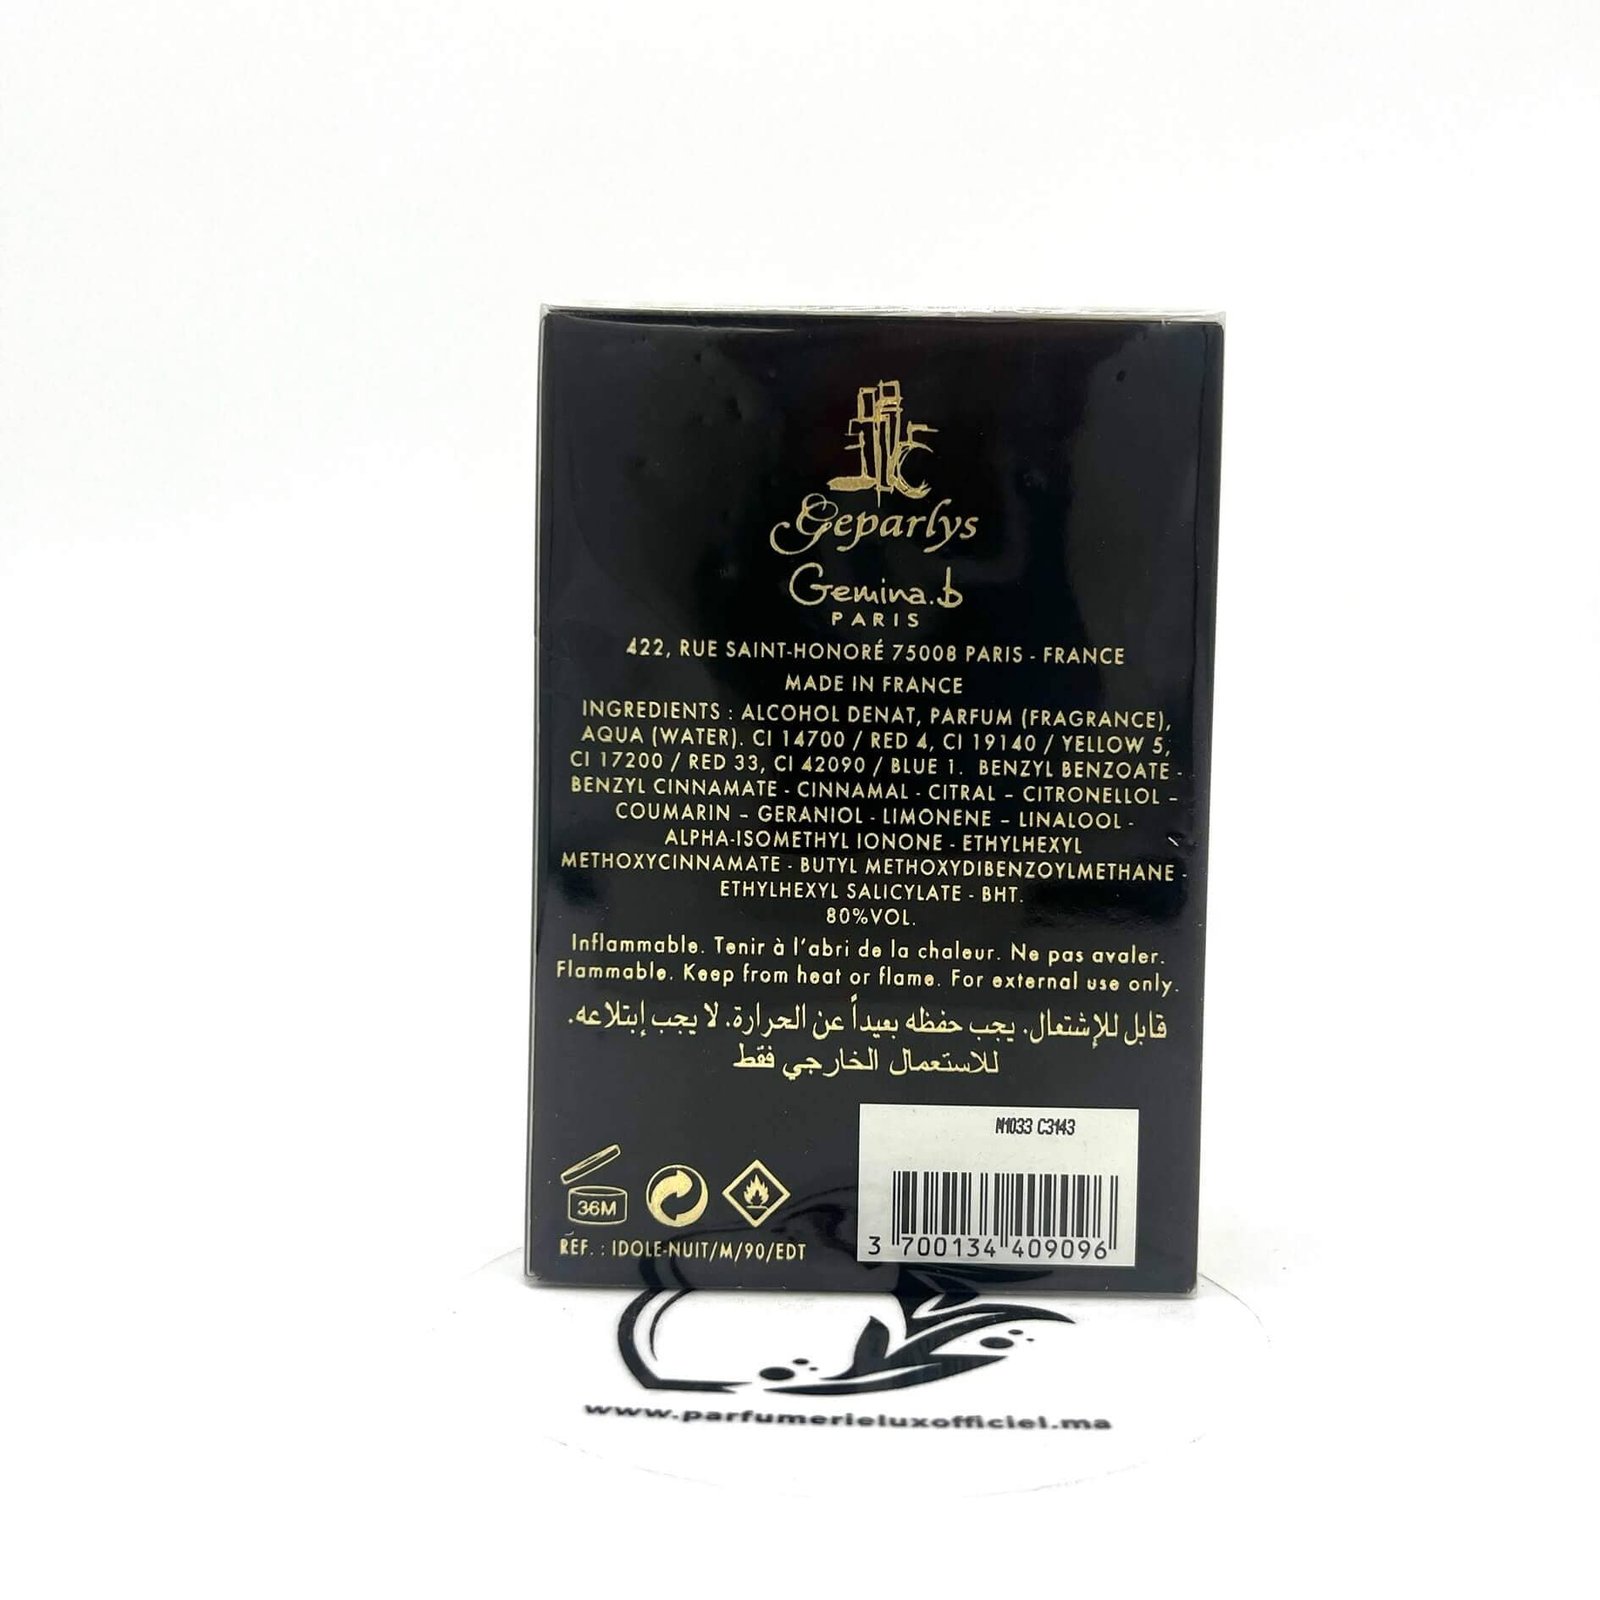 Geparlys
Gemina.b
PARIS
422, RUE SAINT-HONORÉ 75008 PARIS - FRANCE
MADE IN FRANCE
INGREDIENTS : ALCOHOL DENAT, PARFUM (FRAGRANCE),
AQUA (WATER). CI 14700 / RED 4, CI 19140 / YELLOW 5,
CI 17200 / RED 33, CI 42090 / BLUE 1. BENZYL BENZOATE -
BENZYL CINNAMATE - CINNAMAL - CITRAL – CITRONELLOL –
COUMARIN – GERANIOL - LIMONENE – LINALOOL -
ALPHA-ISOMETHYL IONONE - ETHYLHEXYL
METHOXYCINNAMATE - BUTYL METHOXYDIBENZOYLMETHANE -
ETHYLHEXYL SALICYLATE - BHT.
80%VOL.
Inflammable. Tenir à l'abri de la chaleur. Ne pas avaler.
Flammable. Keep from heat or flame. For external use only.
قابل للإشتعال. يجب حفظه بعيداً عن الحرارة. لا يجب إبتلاعه.
للاستعمال الخارجي فقط
M1033 C3143
36M
3 700134 409096
REF. : IDOLE-NUIT/M/90/EDT
www.parfumerieluxofficiel.ma